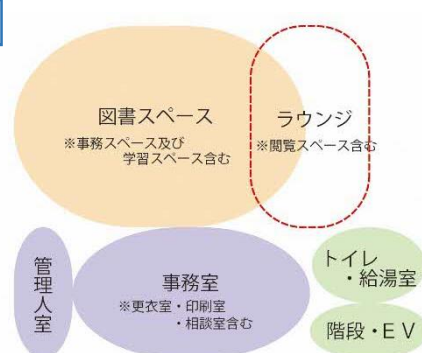 図書スペース
※事務スペース及び
学習スペース含む
ラウンジ
※閲覧スペース含む
管理人室
事務室
※更衣室・印刷室
・相談室含む
トイレ
・給湯室
階段・ＥＶ